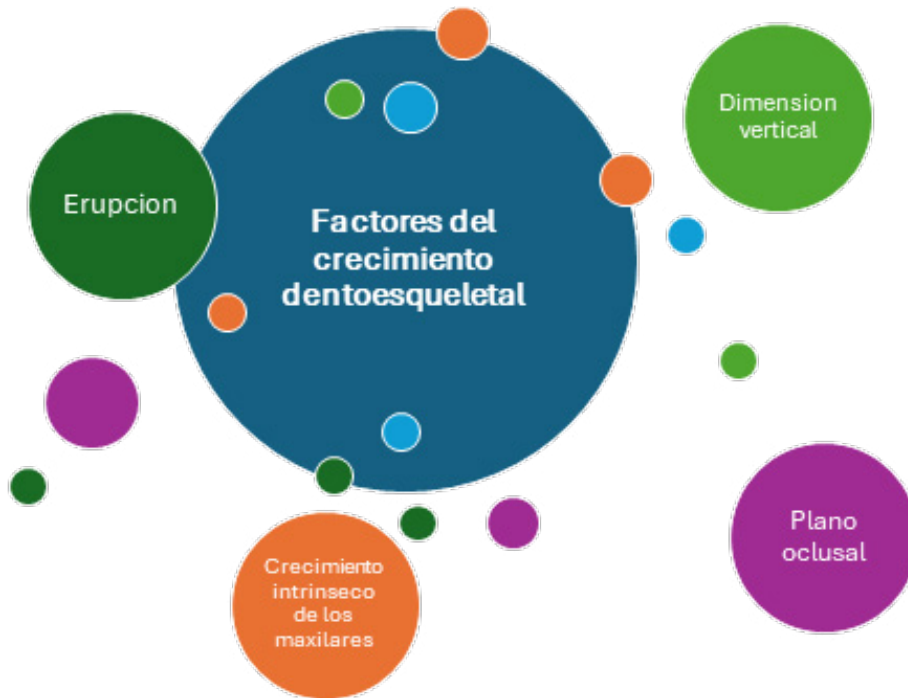 Factores del
crecimiento
dentoesqueletal
Erupcion
Dimension
vertical
Plano
oclusal
Crecimiento
intrinseco
de los
maxilares